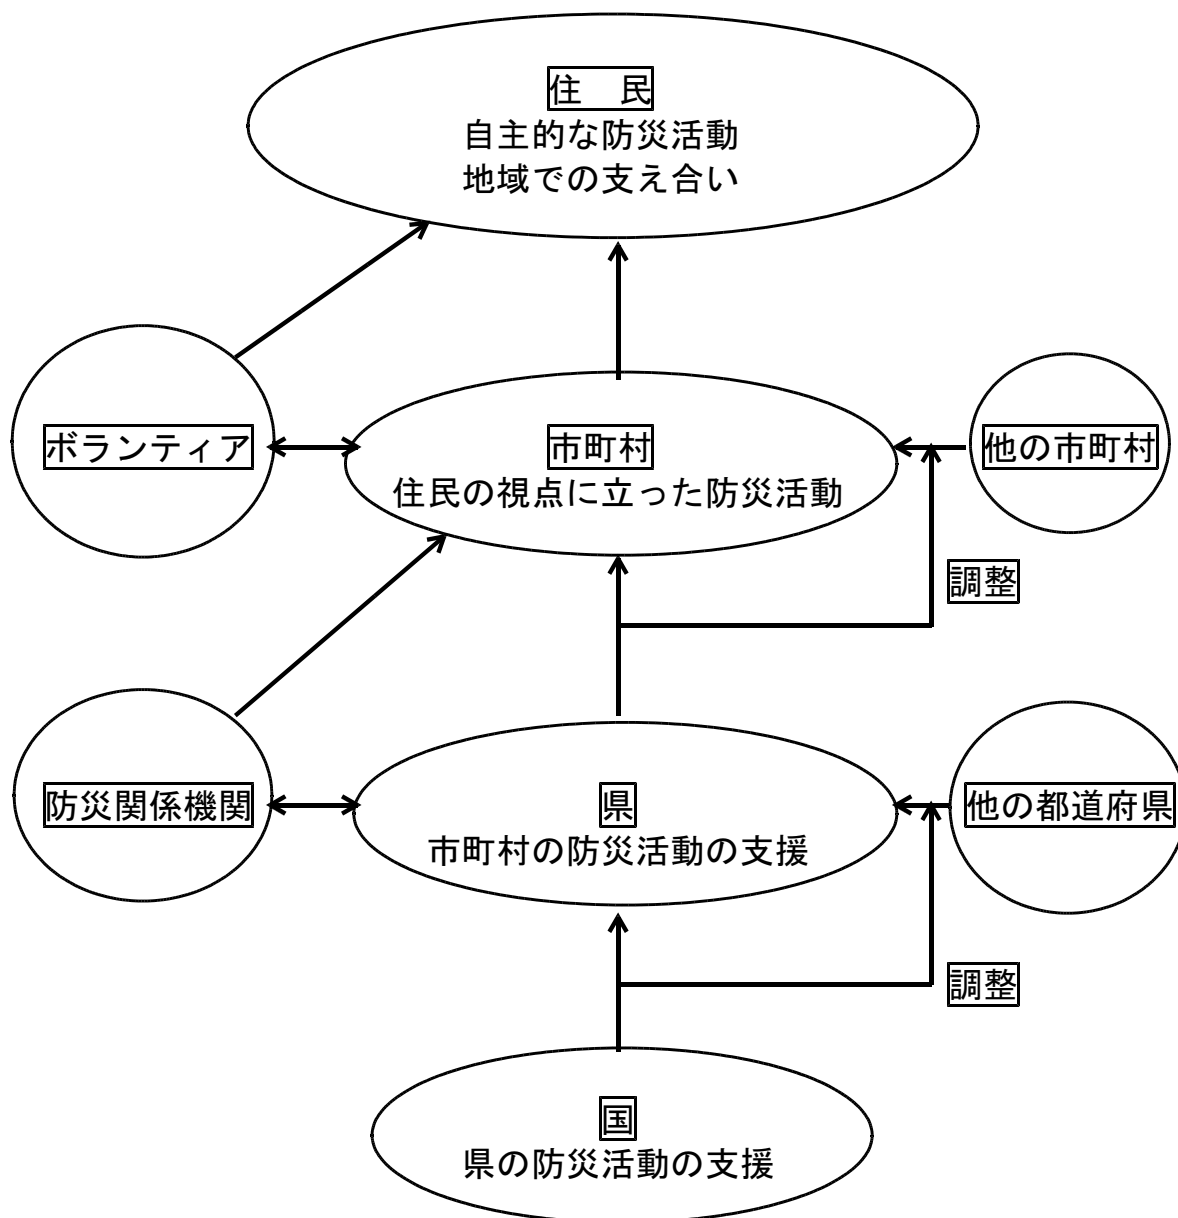 住　民
自主的な防災活動
地域での支え合い
ボランティア
市町村
住民の視点に立った防災活動
他の市町村
調整
防災関係機関
県
市町村の防災活動の支援
他の都道府県
調整
国
県の防災活動の支援